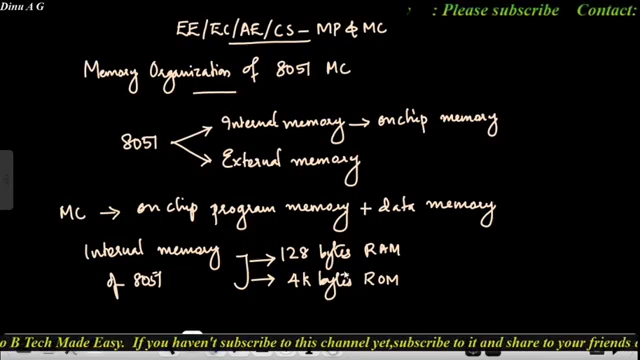 Dinu A G
: Please subscribe   Contact:
EE/EC/AE/CS - MP & MC
Memory Organization of 8051 MC
8051
Internal memory → on chip memory
External memory
MC → on chip program memory + data memory
Internal memory of 8051
→ 128 bytes RAM
→ 4K bytes ROM
o B Tech Made Easy. If you haven't subscribe to this channel yet,subscribe to it and share to your friends